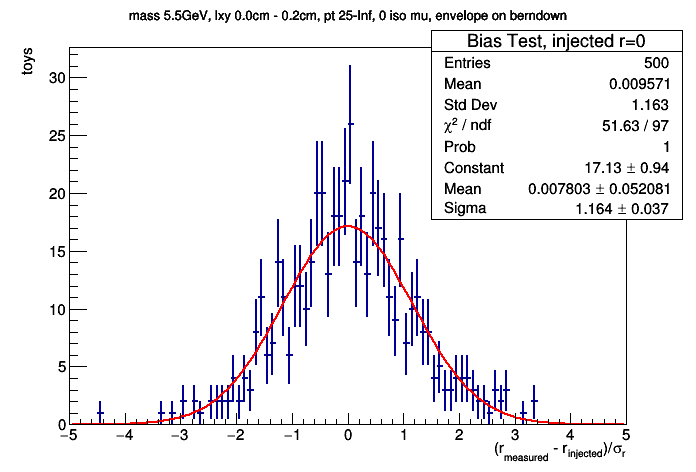 mass 5.5GeV, lxy 0.0cm - 0.2cm, pt 25-Inf, 0 iso mu, envelope on berndown
Bias Test, injected r=0
Entries 500
Mean 0.009571
Std Dev 1.163
χ² / ndf 51.63 / 97
Prob 1
Constant 17.13 ± 0.94
Mean 0.007803 ± 0.052081
Sigma 1.164 ± 0.037
toys
30
25
20
15
10
5
0
−5 −4 −3 −2 −1 0 1 2 3 4 5
(r_measured - r_injected)/σ_r